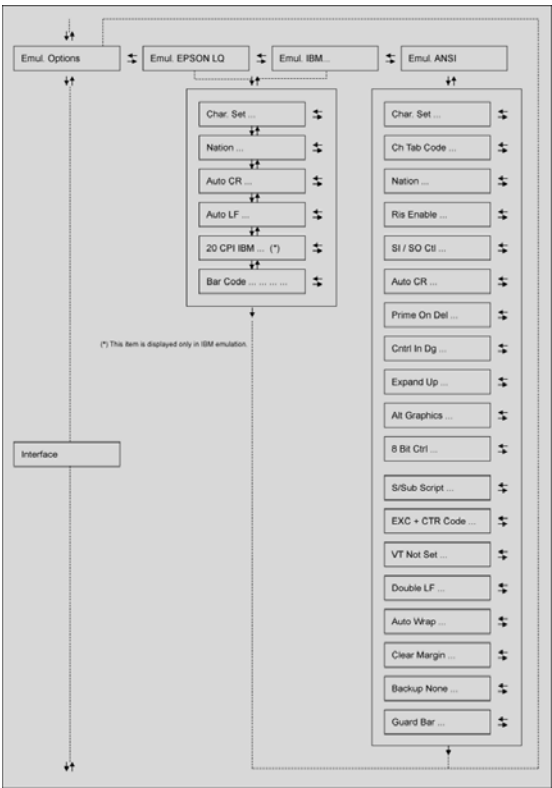 Emul. Options
Emul. EPSON LQ
Emul. IBM...
Emul. ANSI
Char. Set ...
Nation ...
Auto CR ...
Auto LF ...
20 CPI IBM ... (*)
Bar Code ... ... ... ...
(*) This item is displayed only in IBM emulation.
Interface
Char. Set ...
Ch Tab Code ...
Nation ...
Ris Enable ...
SI / SO Ctl ...
Auto CR ...
Prime On Del ...
Cntrl In Dg ...
Expand Up ...
Alt Graphics ...
8 Bit Ctrl ...
S/Sub Script ...
EXC + CTR Code ...
VT Not Set ...
Double LF ...
Auto Wrap ...
Clear Margin ...
Backup None ...
Guard Bar ...